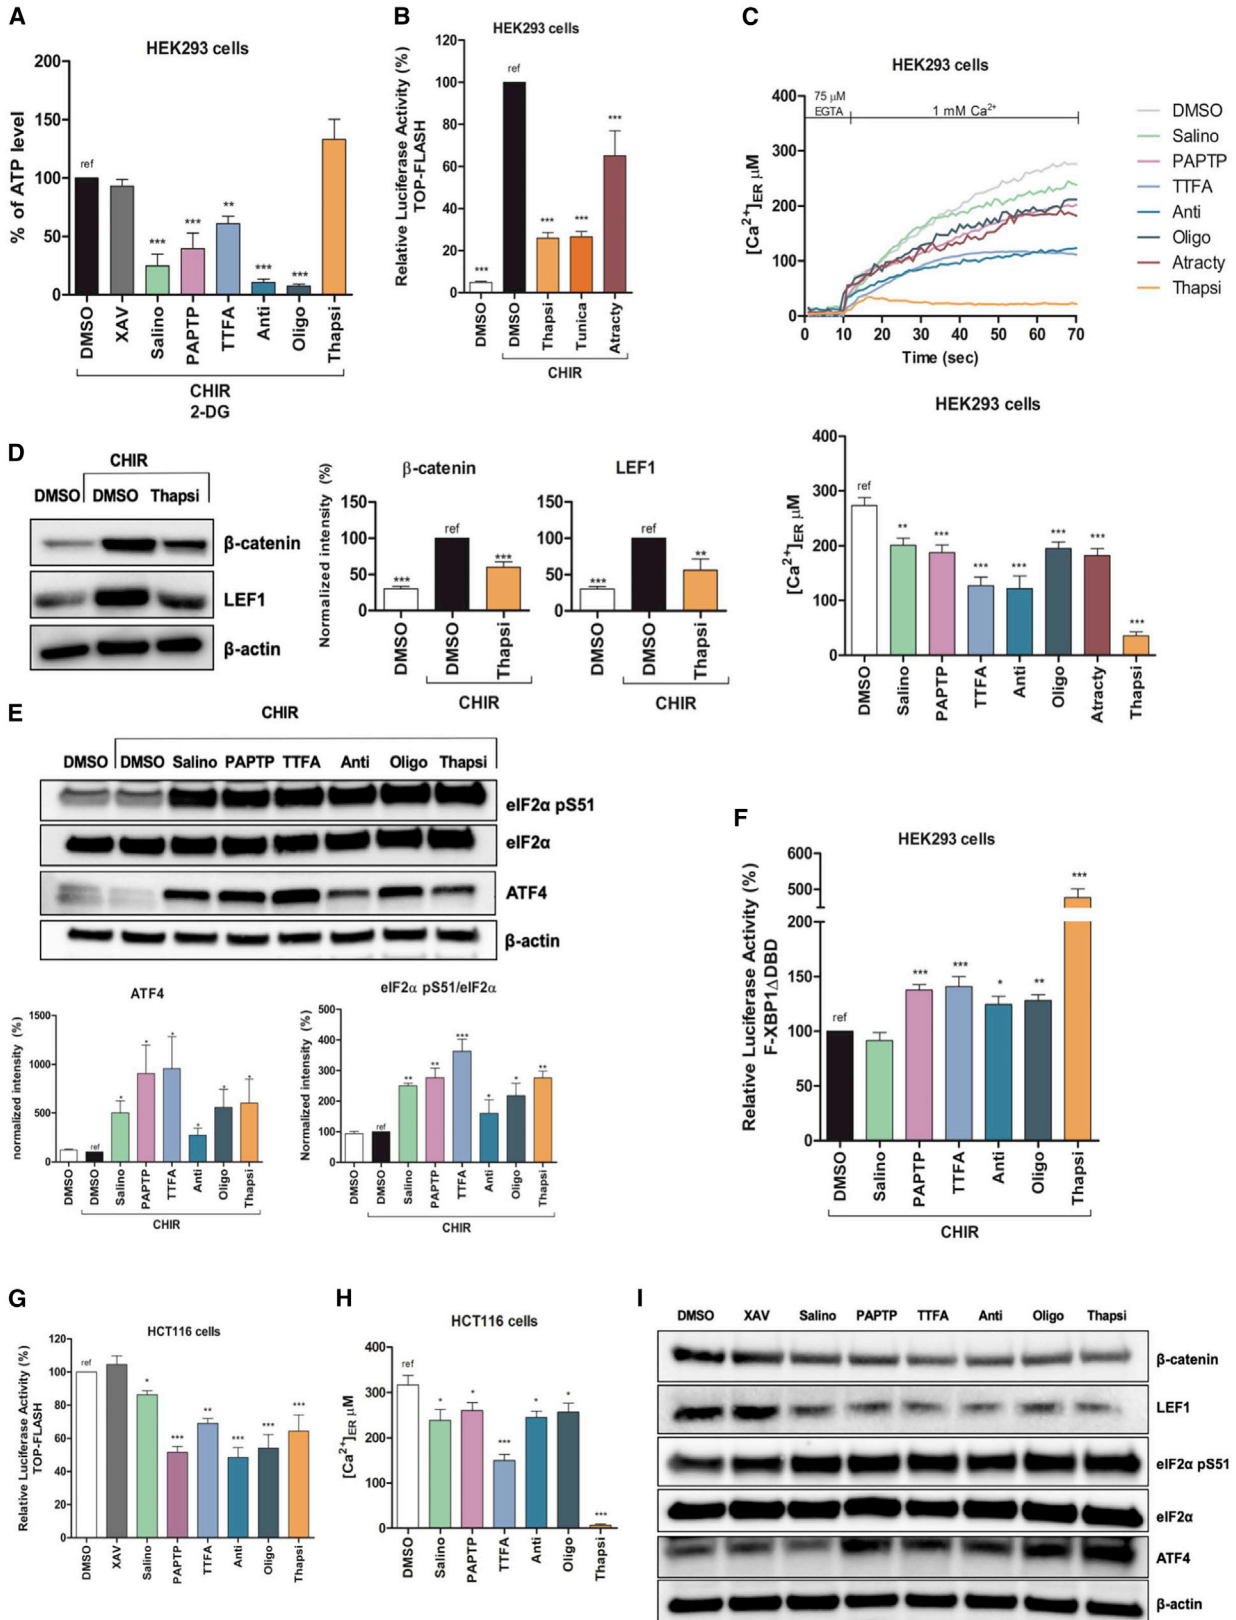 A
HEK293 cells
% of ATP level
200
150
100
50
0
ref
***
***
**
***
***
DMSO
XAV
Salino
PAPTP
TTFA
Anti
Oligo
Thapsi
CHIR
2-DG
B
HEK293 cells
Relative Luciferase Activity (%)
TOP-FLASH
120
100
80
60
40
20
0
***
ref
***
***
***
DMSO
DMSO
Thapsi
Tunica
Atracty
CHIR
C
HEK293 cells
[Ca²⁺]ER µM
400
300
200
100
0
75 µM
EGTA
1 mM Ca²⁺
0 10 20 30 40 50 60 70
Time (sec)
DMSO
Salino
PAPTP
TTFA
Anti
Oligo
Atracty
Thapsi
HEK293 cells
[Ca²⁺]ER µM
400
300
200
100
0
ref
**
***
***
***
***
***
***
DMSO
Salino
PAPTP
TTFA
Anti
Oligo
Atracty
Thapsi
D
CHIR
DMSO DMSO Thapsi
β-catenin
LEF1
β-actin
β-catenin
Normalized intensity (%)
150
100
50
0
***
ref
***
DMSO
DMSO
Thapsi
CHIR
LEF1
150
100
50
0
***
ref
**
DMSO
DMSO
Thapsi
CHIR
E
CHIR
DMSO DMSO Salino PAPTP TTFA Anti Oligo Thapsi
eIF2α pS51
eIF2α
ATF4
β-actin
ATF4
normalized intensity (%)
1500
1000
500
0
ref
*
*
*
*
*
*
DMSO
DMSO
Salino
PAPTP
TTFA
Anti
Oligo
Thapsi
CHIR
eIF2α pS51/eIF2α
Normalized intensity (%)
500
400
300
200
100
0
ref
**
**
***
*
*
**
DMSO
DMSO
Salino
PAPTP
TTFA
Anti
Oligo
Thapsi
CHIR
F
HEK293 cells
Relative Luciferase Activity (%)
F-XBP1ΔDBD
600
500
200
150
100
50
0
ref
***
***
*
**
***
DMSO
Salino
PAPTP
TTFA
Anti
Oligo
Thapsi
CHIR
G
HCT116 cells
Relative Luciferase Activity (%)
TOP-FLASH
120
100
80
60
40
20
0
ref
*
***
**
***
***
***
DMSO
XAV
Salino
PAPTP
TTFA
Anti
Oligo
Thapsi
H
HCT116 cells
[Ca²⁺]ER µM
400
300
200
100
0
ref
*
*
***
*
*
***
DMSO
Salino
PAPTP
TTFA
Anti
Oligo
Thapsi
I
DMSO XAV Salino PAPTP TTFA Anti Oligo Thapsi
β-catenin
LEF1
eIF2α pS51
eIF2α
ATF4
β-actin